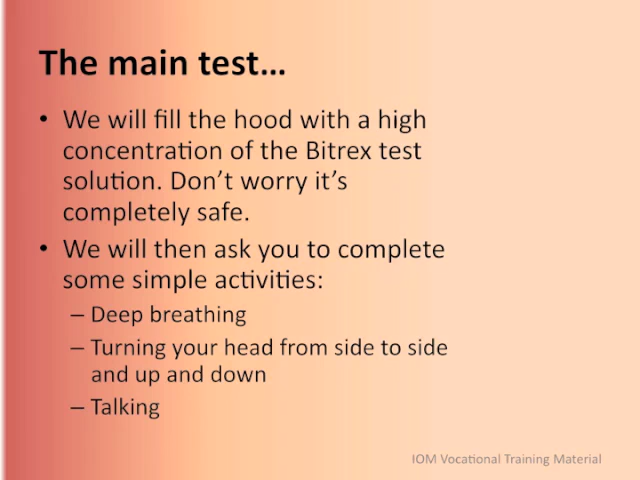 The main test…
• We will fill the hood with a high
concentration of the Bitrex test
solution. Don’t worry it’s
completely safe.
• We will then ask you to complete
some simple activities:
– Deep breathing
– Turning your head from side to side
and up and down
– Talking
IOM Vocational Training Material